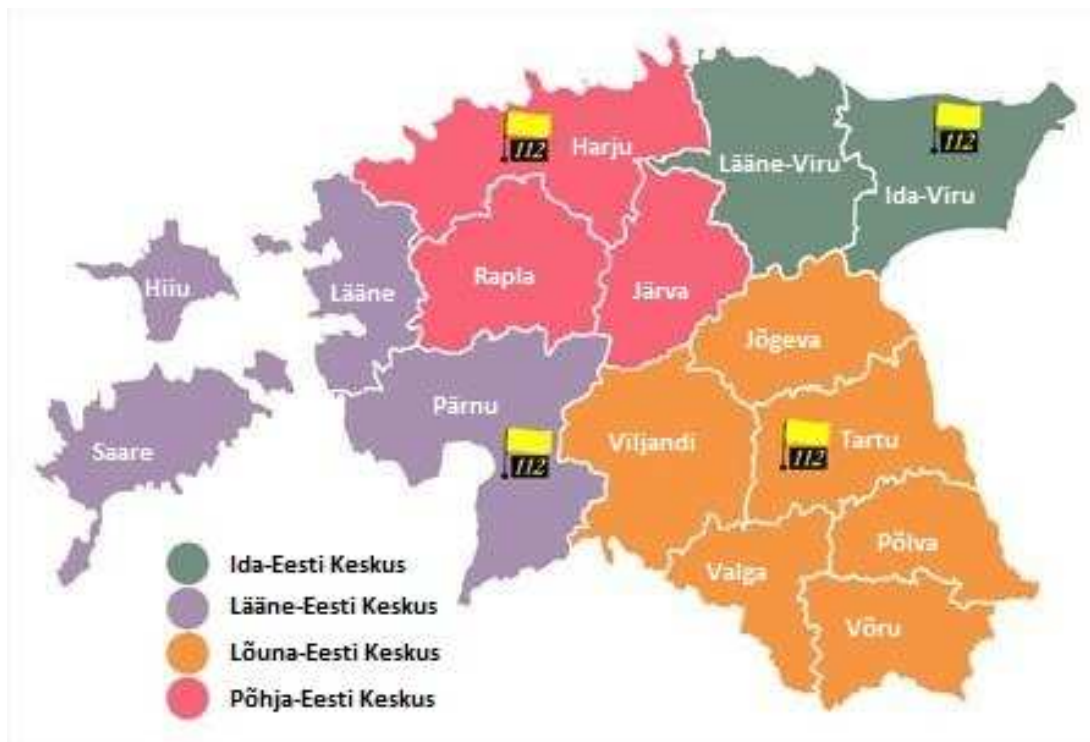 112
Harju
Lääne-Viru
112
Ida-Viru
Hiiu
Lääne
Rapla
Järva
Jõgeva
Saare
Pärnu
112
Viljandi
112
Tartu
Põlva
Valga
Võru
Ida-Eesti Keskus
Lääne-Eesti Keskus
Lõuna-Eesti Keskus
Põhja-Eesti Keskus